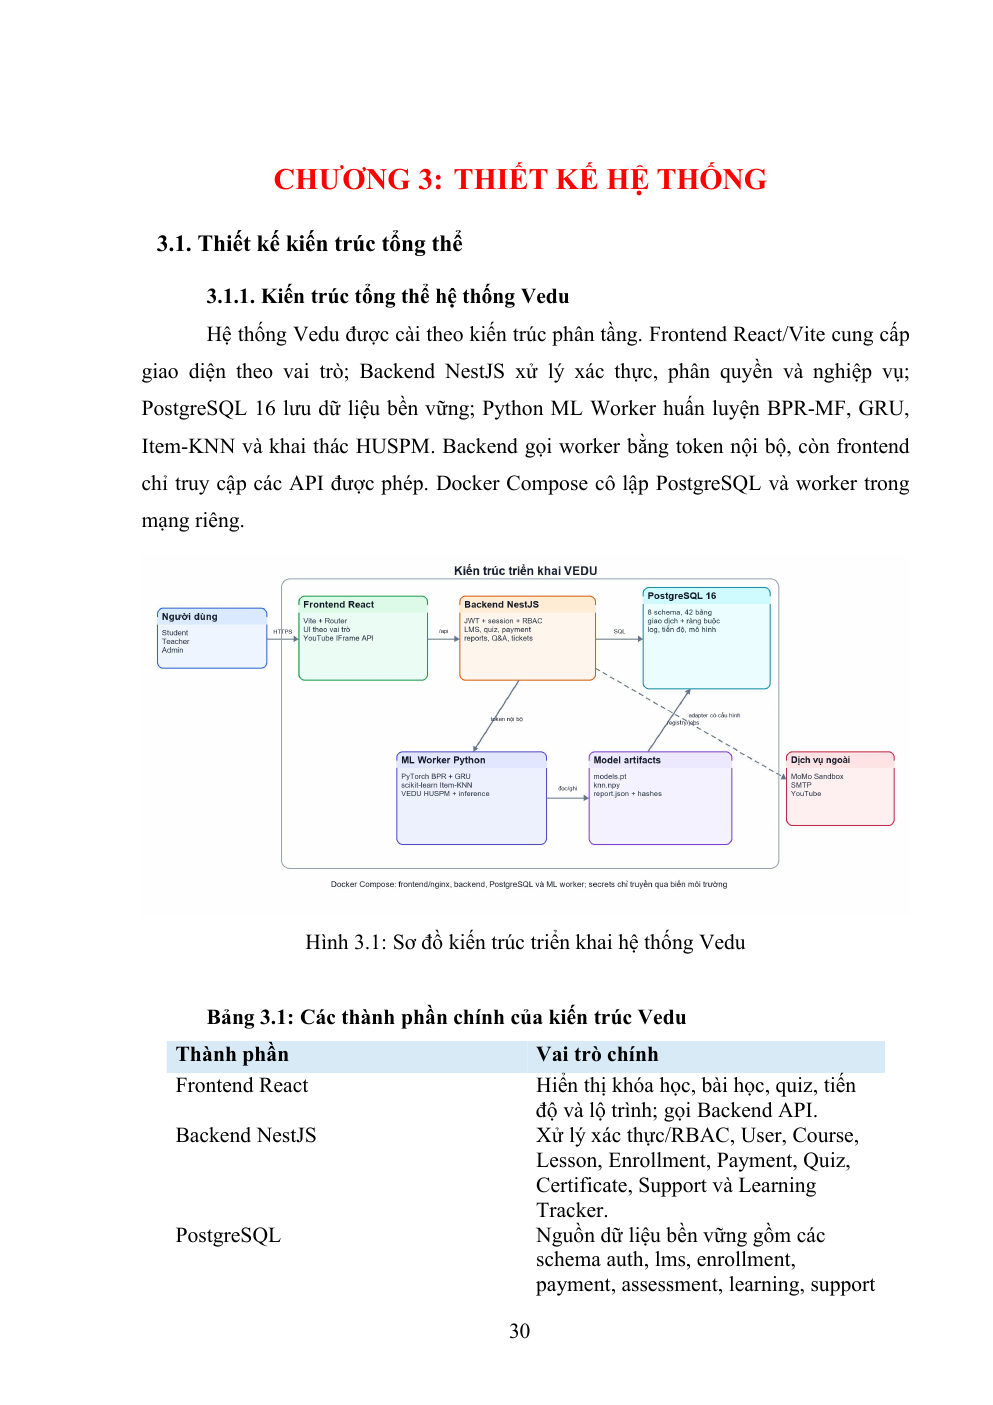 CHƯƠNG 3: THIẾT KẾ HỆ THỐNG
3.1. Thiết kế kiến trúc tổng thể
3.1.1. Kiến trúc tổng thể hệ thống Vedu
Hệ thống Vedu được cài theo kiến trúc phân tầng. Frontend React/Vite cung cấp
giao diện theo vai trò; Backend NestJS xử lý xác thực, phân quyền và nghiệp vụ;
PostgreSQL 16 lưu dữ liệu bền vững; Python ML Worker huấn luyện BPR-MF, GRU,
Item-KNN và khai thác HUSPM. Backend gọi worker bằng token nội bộ, còn frontend
chỉ truy cập các API được phép. Docker Compose cô lập PostgreSQL và worker trong
mạng riêng.
Kiến trúc triển khai VEDU
Người dùng
Student
Teacher
Admin
HTTPS
Frontend React
Vite + Router
UI theo vai trò
YouTube IFrame API
/api
Backend NestJS
JWT + session + RBAC
LMS, quiz, payment
reports, Q&A, tickets
SQL
PostgreSQL 16
8 schema, 42 bảng
giao dịch + ràng buộc
log, tiến độ, mô hình
token nội bộ
adapter có cấu hình
registry/jobs
ML Worker Python
PyTorch BPR + GRU
scikit-learn Item-KNN
VEDU HUSPM + inference
đọc/ghi
Model artifacts
models.pt
knn.npy
report.json + hashes
Dịch vụ ngoài
MoMo Sandbox
SMTP
YouTube
Docker Compose: frontend/nginx, backend, PostgreSQL và ML worker; secrets chỉ truyền qua biến môi trường
Hình 3.1: Sơ đồ kiến trúc triển khai hệ thống Vedu
Bảng 3.1: Các thành phần chính của kiến trúc Vedu
Thành phần Vai trò chính
Frontend React Hiển thị khóa học, bài học, quiz, tiến
độ và lộ trình; gọi Backend API.
Backend NestJS Xử lý xác thực/RBAC, User, Course,
Lesson, Enrollment, Payment, Quiz,
Certificate, Support và Learning
Tracker.
PostgreSQL Nguồn dữ liệu bền vững gồm các
schema auth, lms, enrollment,
payment, assessment, learning, support
30